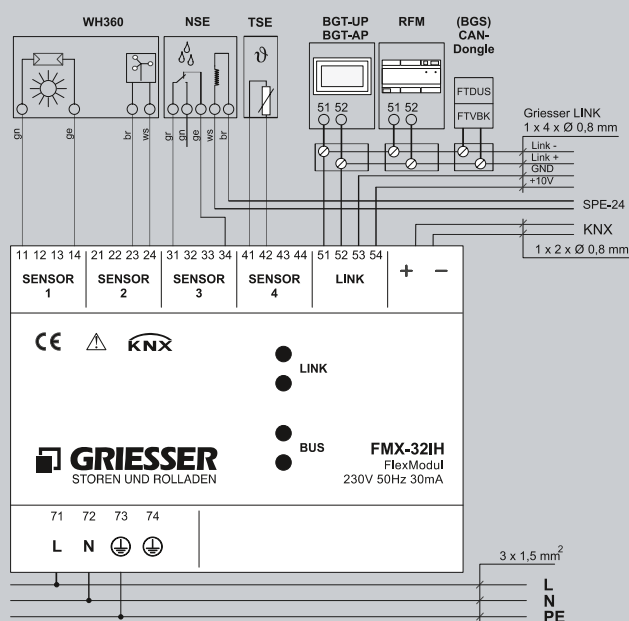 WH360
NSE
TSE
BGT-UP
BGT-AP
RFM
(BGS)
CAN-
Dongle
ϑ
FTDUS
FTVBK
51 52
51 52
gn
ge
br
ws
gr
gn
ge
ws
br
Griesser LINK
1 x 4 x Ø 0,8 mm
Link -
Link +
GND
+10V
SPE-24
KNX
1 x 2 x Ø 0,8 mm
11 12 13 14 21 22 23 24 31 32 33 34 41 42 43 44 51 52 53 54 + −
SENSOR
1
SENSOR
2
SENSOR
3
SENSOR
4
LINK
CE
KNX
LINK
BUS
GRIESSER
STOREN UND ROLLADEN
FMX-32IH
FlexModul
230V 50Hz 30mA
71 72 73 74
L N
3 x 1,5 mm²
L
N
PE